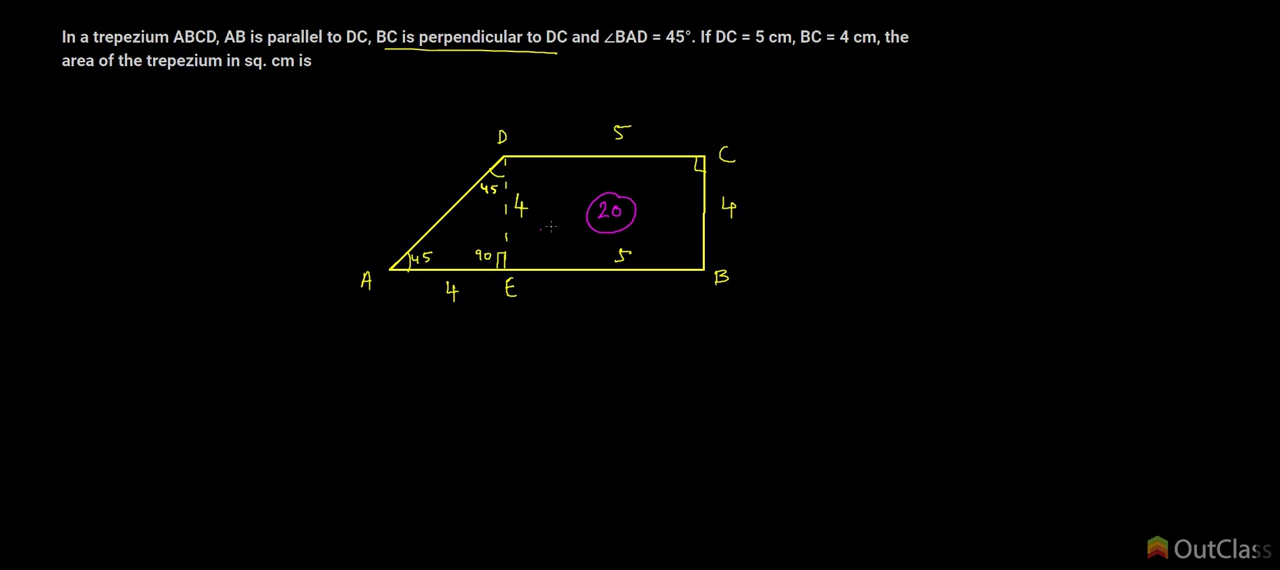 In a trepezium ABCD, AB is parallel to DC, BC is perpendicular to DC and ∠BAD = 45°. If DC = 5 cm, BC = 4 cm, the
area of the trepezium in sq. cm is
D 5 C
45 4 20 4
A 45 90 5 B
4 E
OutClass